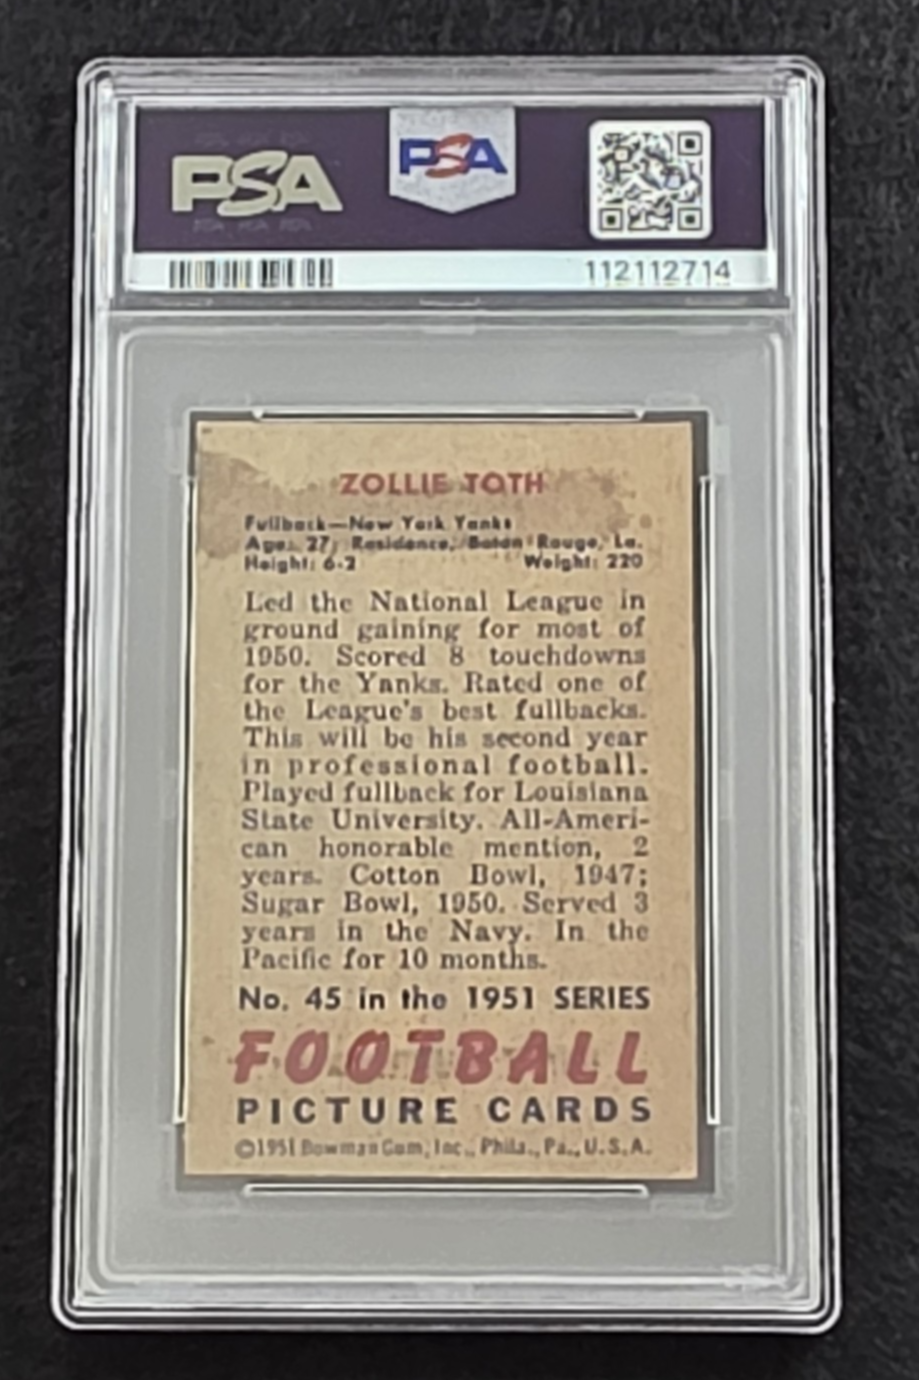 PSA
PSA
112112714
ZOLLIE TOTH
Fullback—New York Yanks
Age: 27; Residence, Baton Rouge, La.
Height: 6-2 Weight: 220
Led the National League in
ground gaining for most of
1950. Scored 8 touchdowns
for the Yanks. Rated one of
the League's best fullbacks.
This will be his second year
in professional football.
Played fullback for Louisiana
State University. All-Ameri-
can honorable mention, 2
years. Cotton Bowl, 1947;
Sugar Bowl, 1950. Served 3
years in the Navy. In the
Pacific for 10 months.
No. 45 in the 1951 SERIES
FOOTBALL
PICTURE CARDS
©1951 Bowman Gum, Inc., Phila., Pa., U.S.A.